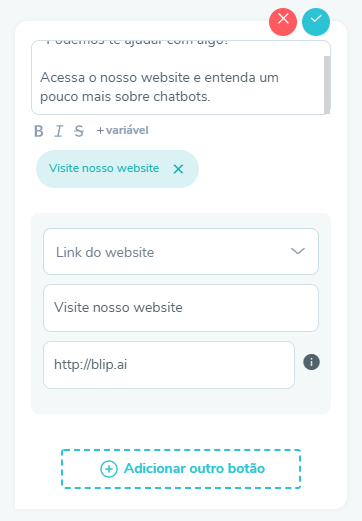 Podemos te ajudar com algo?
Acessa o nosso website e entenda um
pouco mais sobre chatbots.
B I S +variável
Visite nosso website
Link do website
Visite nosso website
http://blip.ai
Adicionar outro botão